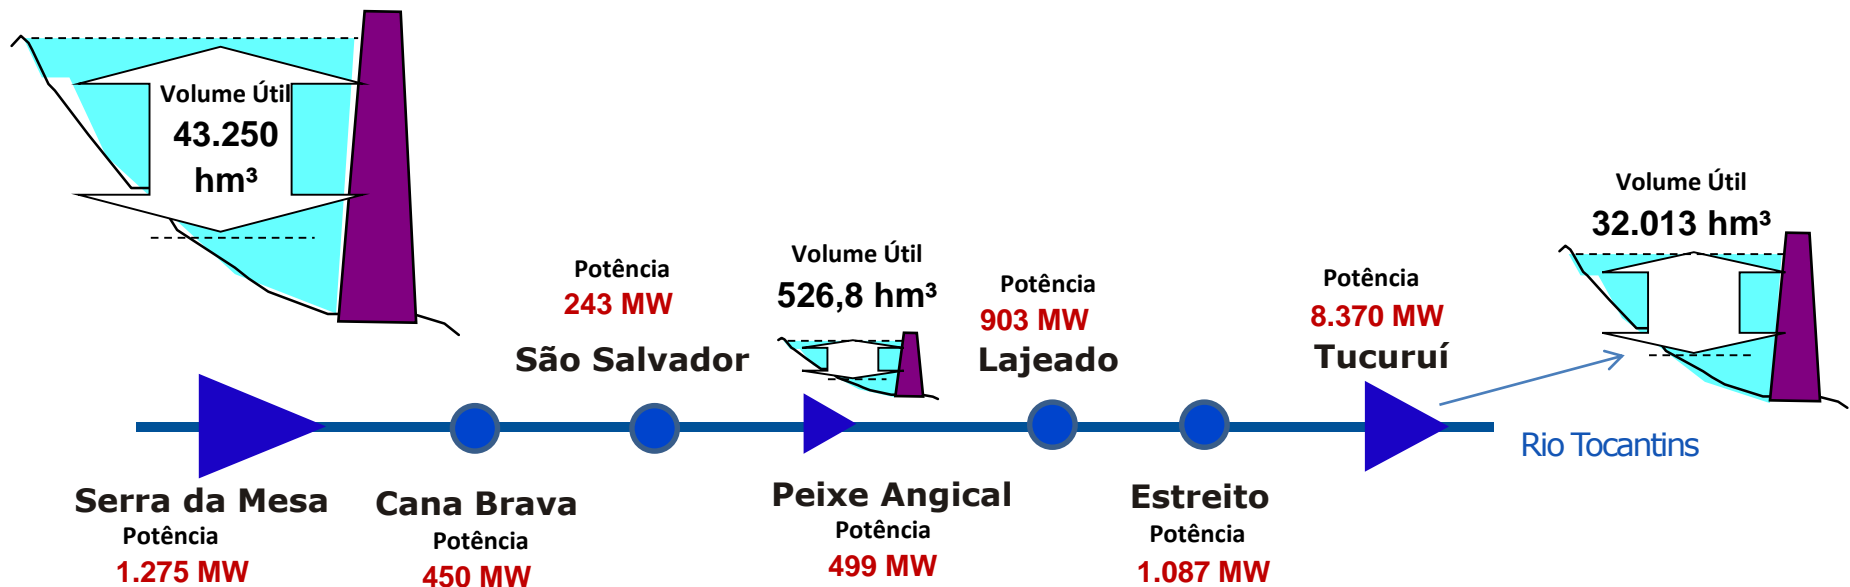 Volume Útil
43.250
hm³
Volume Útil
32.013 hm³
Potência
243 MW
São Salvador
Volume Útil
526,8 hm³
Potência
903 MW
Lajeado
Potência
8.370 MW
Tucuruí
Rio Tocantins
Serra da Mesa
Potência
1.275 MW
Cana Brava
Potência
450 MW
Peixe Angical
Potência
499 MW
Estreito
Potência
1.087 MW